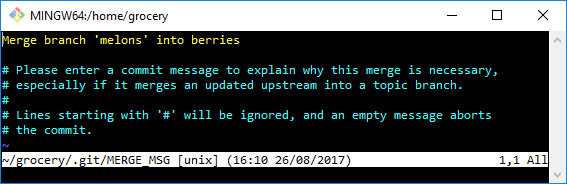 MINGW64:/home/grocery
Merge branch 'melons' into berries
# Please enter a commit message to explain why this merge is necessary,
# especially if it merges an updated upstream into a topic branch.
#
# Lines starting with '#' will be ignored, and an empty message aborts
# the commit.
~
~/grocery/.git/MERGE_MSG [unix] (16:10 26/08/2017) 1,1 All